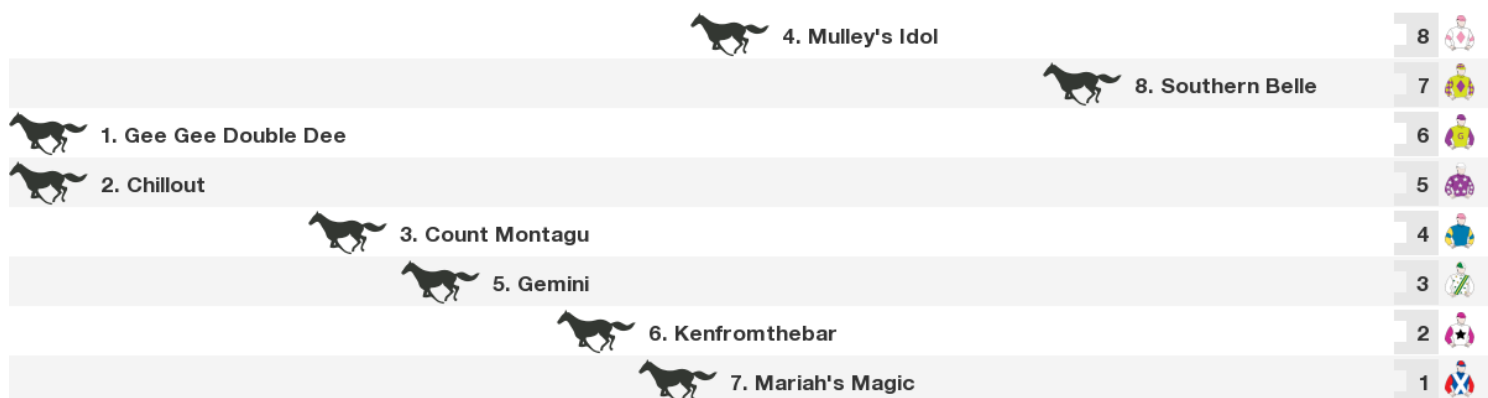 4. Mulley's Idol 8
8. Southern Belle 7
1. Gee Gee Double Dee 6
G
2. Chillout 5
3. Count Montagu 4
5. Gemini 3
6. Kenfromthebar 2
7. Mariah's Magic 1